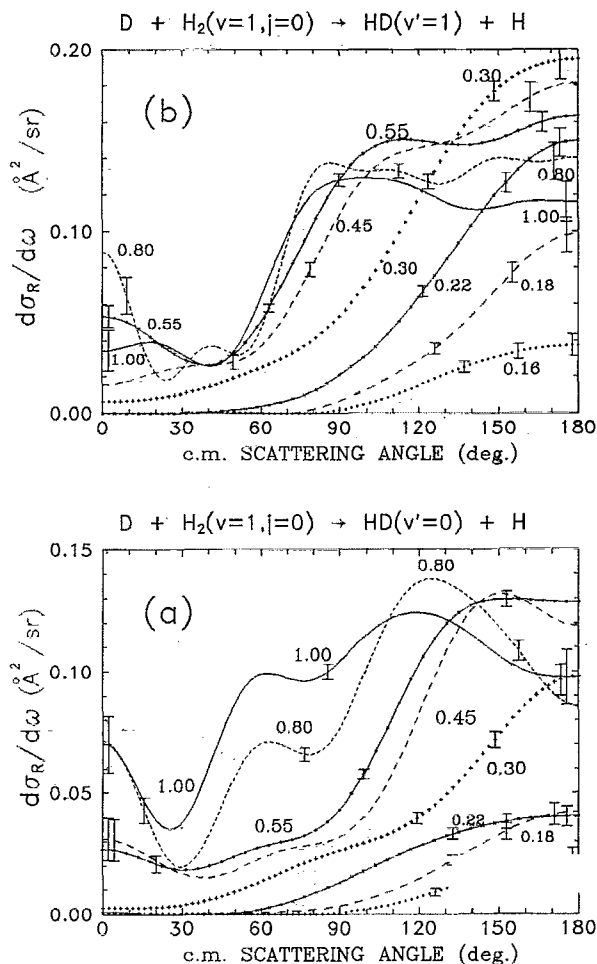 D + H₂(v=1,j=0) → HD(v'=1) + H
(b)
dσ_R/dω (Å²/sr)
0.20
0.10
0.00
0.30
0.55
0.80
0.80
0.45
1.00
0.30
0.22
0.18
0.55
1.00
0.16
0 30 60 90 120 150 180
c.m. SCATTERING ANGLE (deg.)
D + H₂(v=1,j=0) → HD(v'=0) + H
(a)
dσ_R/dω (Å²/sr)
0.15
0.10
0.05
0.00
0.80
1.00
0.80
0.45
0.30
1.00
0.55
0.22
0.18
0 30 60 90 120 150 180
c.m. SCATTERING ANGLE (deg.)